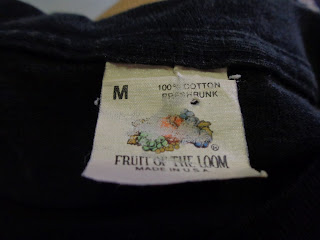 M
100% COTTON
PRESHRUNK
®
FRUIT OF THE LOOM
MADE IN U.S.A.